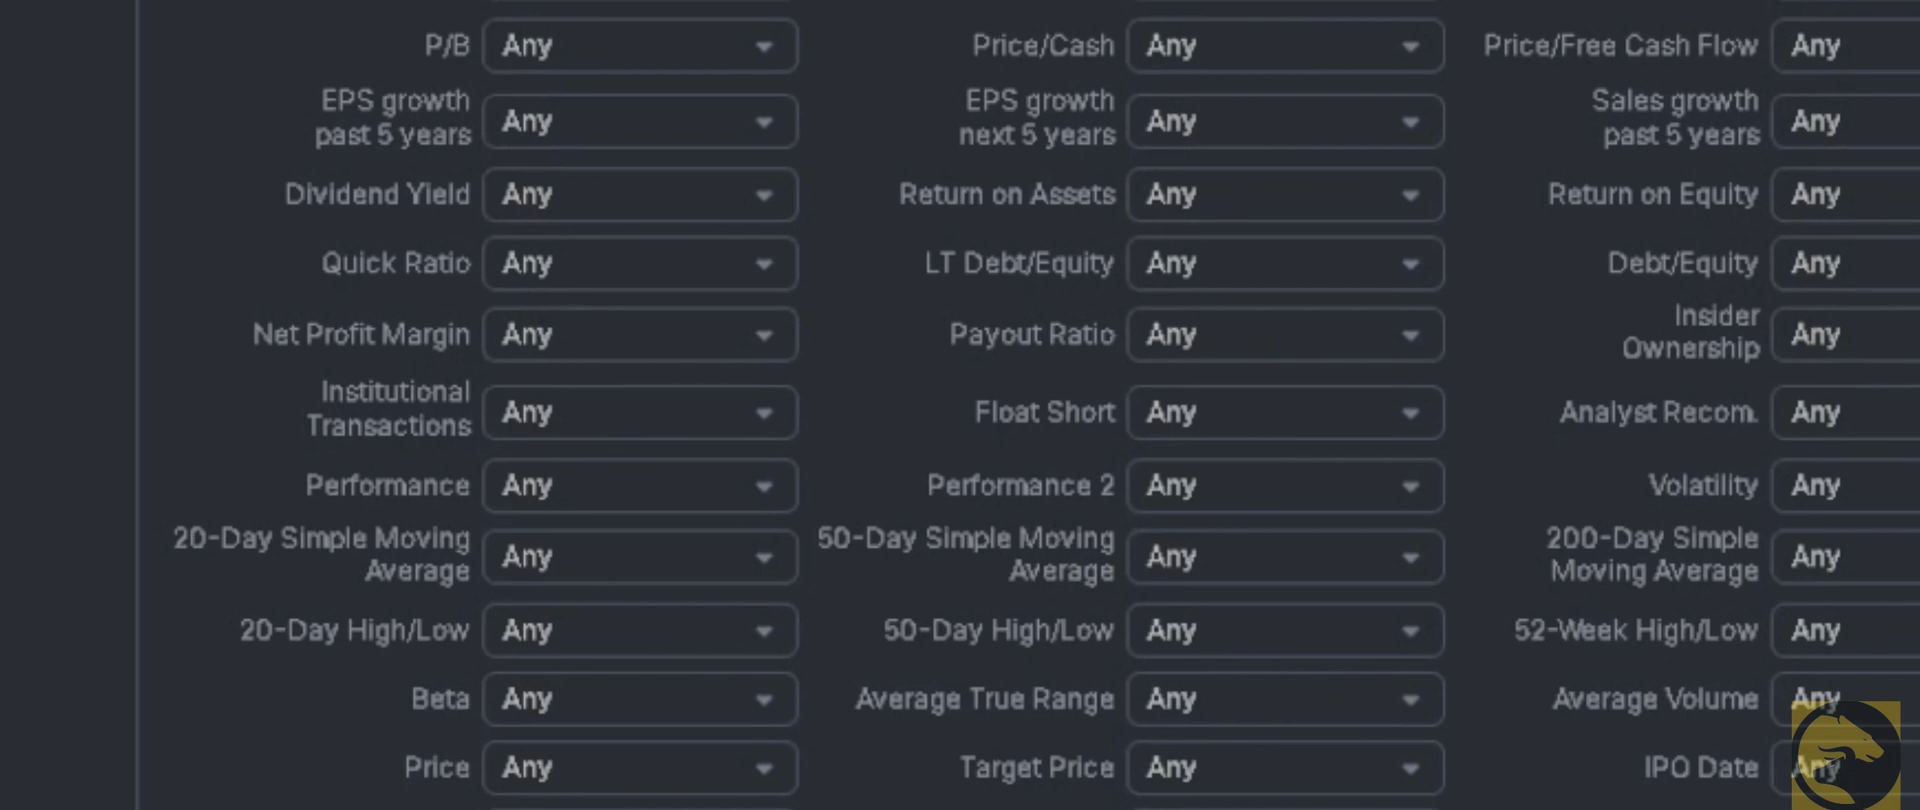 P/B Any Price/Cash Any Price/Free Cash Flow Any
EPS growth past 5 years Any EPS growth next 5 years Any Sales growth past 5 years Any
Dividend Yield Any Return on Assets Any Return on Equity Any
Quick Ratio Any LT Debt/Equity Any Debt/Equity Any
Net Profit Margin Any Payout Ratio Any Insider Ownership Any
Institutional Transactions Any Float Short Any Analyst Recom. Any
Performance Any Performance 2 Any Volatility Any
20-Day Simple Moving Average Any 50-Day Simple Moving Average Any 200-Day Simple Moving Average Any
20-Day High/Low Any 50-Day High/Low Any 52-Week High/Low Any
Beta Any Average True Range Any Average Volume Any
Price Any Target Price Any IPO Date Any